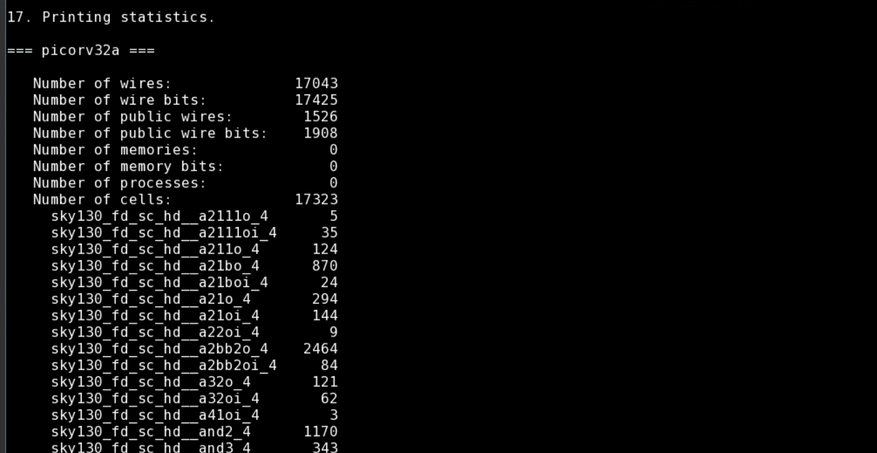 17. Printing statistics.
=== picorv32a ===
Number of wires: 17043
Number of wire bits: 17425
Number of public wires: 1526
Number of public wire bits: 1908
Number of memories: 0
Number of memory bits: 0
Number of processes: 0
Number of cells: 17323
sky130_fd_sc_hd__a2111o_4 5
sky130_fd_sc_hd__a2111oi_4 35
sky130_fd_sc_hd__a211o_4 124
sky130_fd_sc_hd__a21bo_4 870
sky130_fd_sc_hd__a21boi_4 24
sky130_fd_sc_hd__a21o_4 294
sky130_fd_sc_hd__a21oi_4 144
sky130_fd_sc_hd__a22oi_4 9
sky130_fd_sc_hd__a2bb2o_4 2464
sky130_fd_sc_hd__a2bb2oi_4 84
sky130_fd_sc_hd__a32o_4 121
sky130_fd_sc_hd__a32oi_4 62
sky130_fd_sc_hd__a41oi_4 3
sky130_fd_sc_hd__and2_4 1170
sky130_fd_sc_hd__and3_4 343